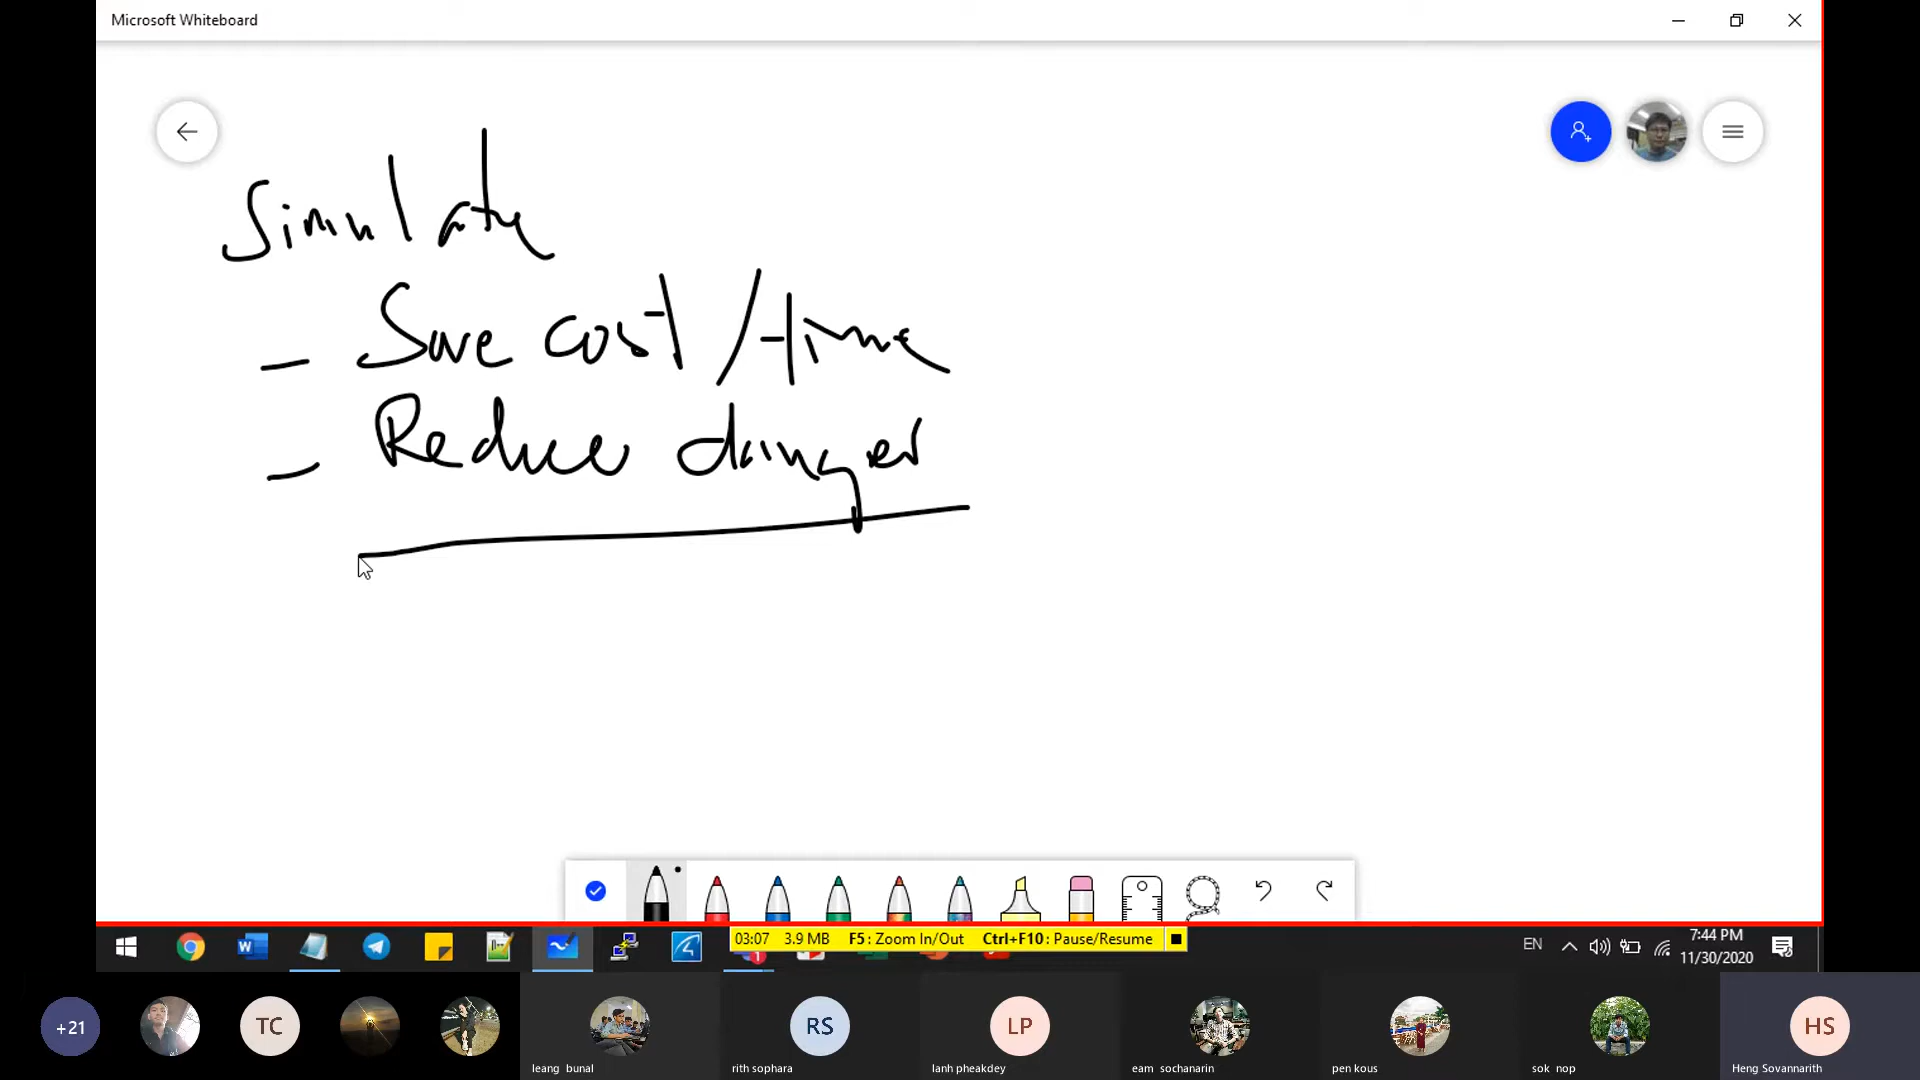 Microsoft Whiteboard
Simulate
- Save cost / time
- Reduce danger
03:07 3.9 MB F5: Zoom In/Out Ctrl+F10: Pause/Resume
EN
7:44 PM
11/30/2020
+21
TC
RS
LP
HS
leang bunal
rith sophara
lanh pheakdey
eam sochanarin
pen kous
sok nop
Heng Sovannarith